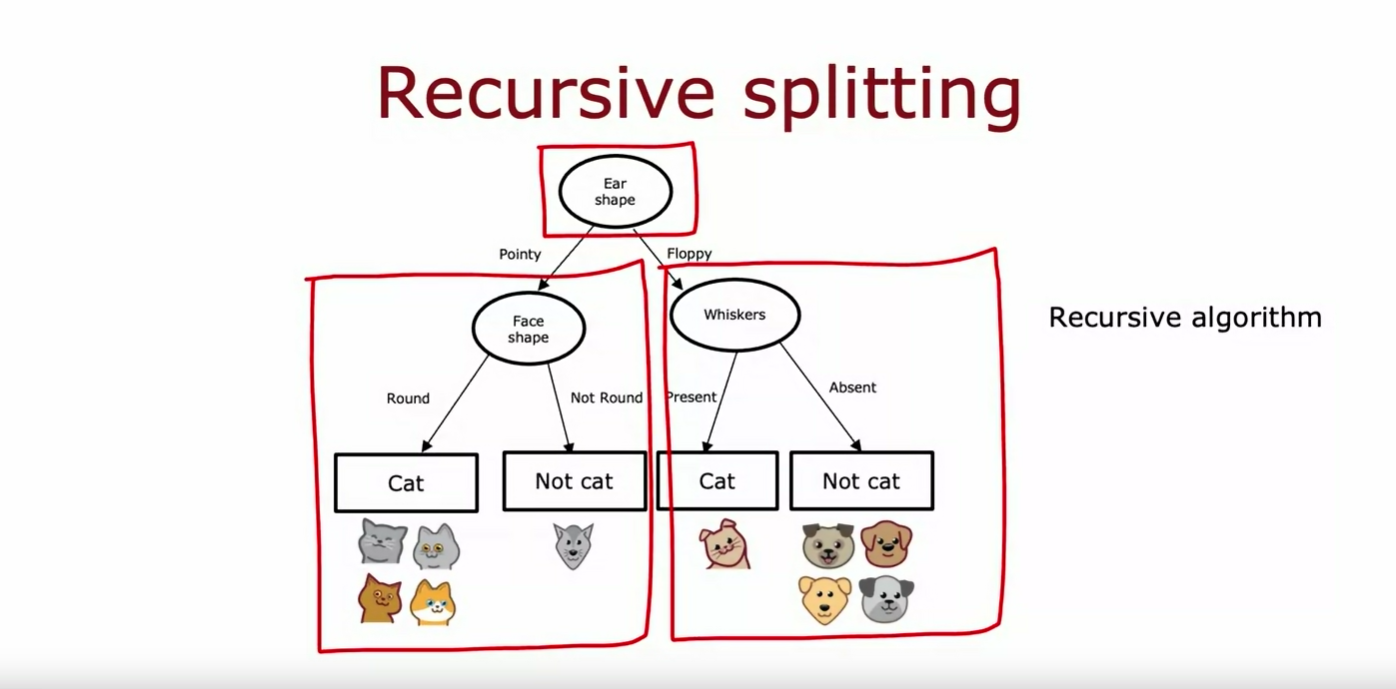 Recursive splitting
Ear
shape
Pointy
Floppy
Face
shape
Whiskers
Recursive algorithm
Round
Not Round
Present
Absent
Cat
Not cat
Cat
Not cat